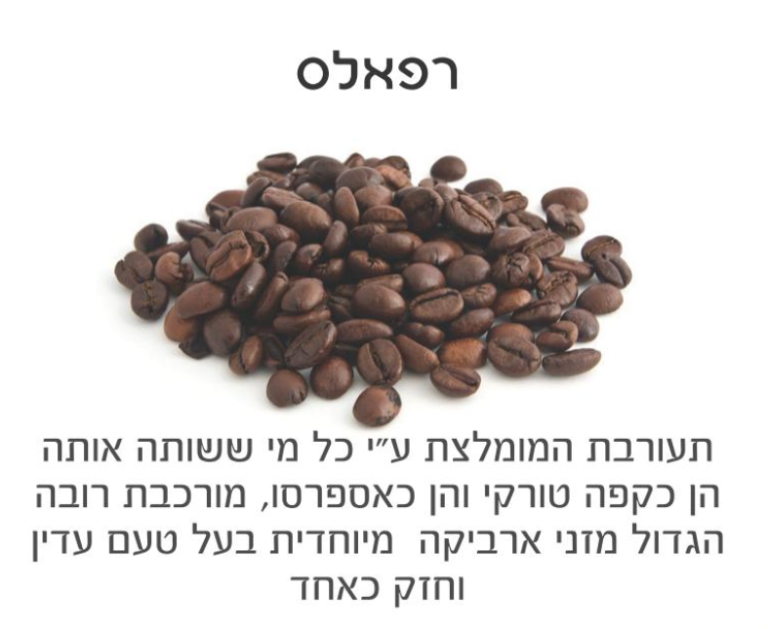 רפאלס
תעורבת המומלצת ע״י כל מי ששותה אותה
הן כקפה טורקי והן כאספרסו, מורכבת רובה
הגדול מזני ארביקה מיוחדית בעל טעם עדין
וחזק כאחד